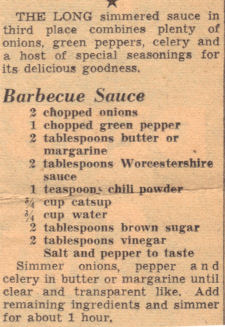 THE LONG simmered sauce in
third place combines plenty of
onions, green peppers, celery and
a host of special seasonings for
its delicious goodness.
Barbecue Sauce
2 chopped onions
1 chopped green pepper
2 tablespoons butter or
margarine
2 tablespoons Worcestershire
sauce
1 teaspoon chili powder
¾ cup catsup
¾ cup water
2 tablespoons brown sugar
2 tablespoons vinegar
Salt and pepper to taste
Simmer onions, pepper and
celery in butter or margarine until
clear and transparent like. Add
remaining ingredients and simmer
for about 1 hour.